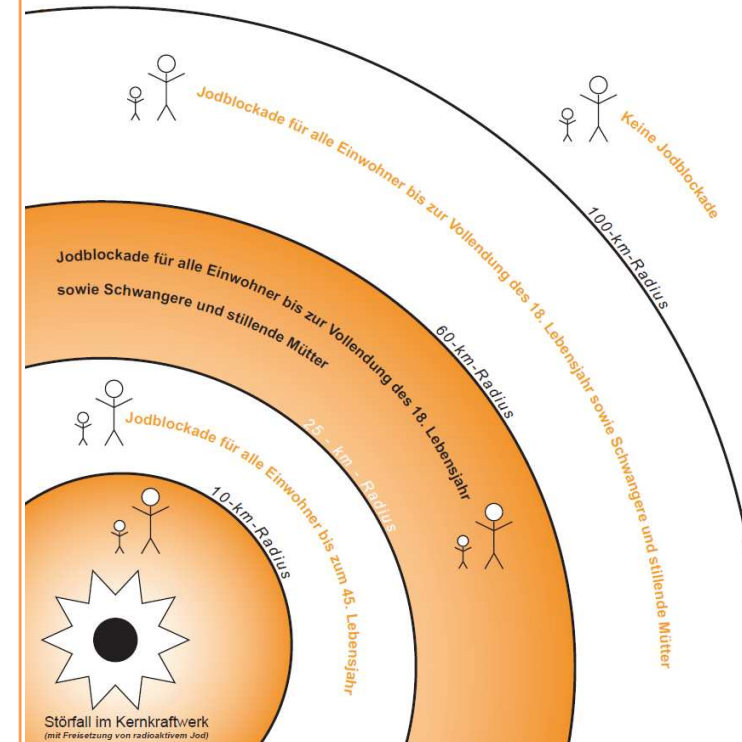 Jodblockade für alle Einwohner bis zur Vollendung des 18. Lebensjahr sowie Schwangere und stillende Mütter
Keine Jodblockade
100-km-Radius
Jodblockade für alle Einwohner bis zur Vollendung des 18. Lebensjahr
sowie Schwangere und stillende Mütter
60-km-Radius
Jodblockade für alle Einwohner bis zum 45. Lebensjahr
25 - km - Radius
10-km-Radius
Störfall im Kernkraftwerk
(mit Freisetzung von radioaktivem Jod)